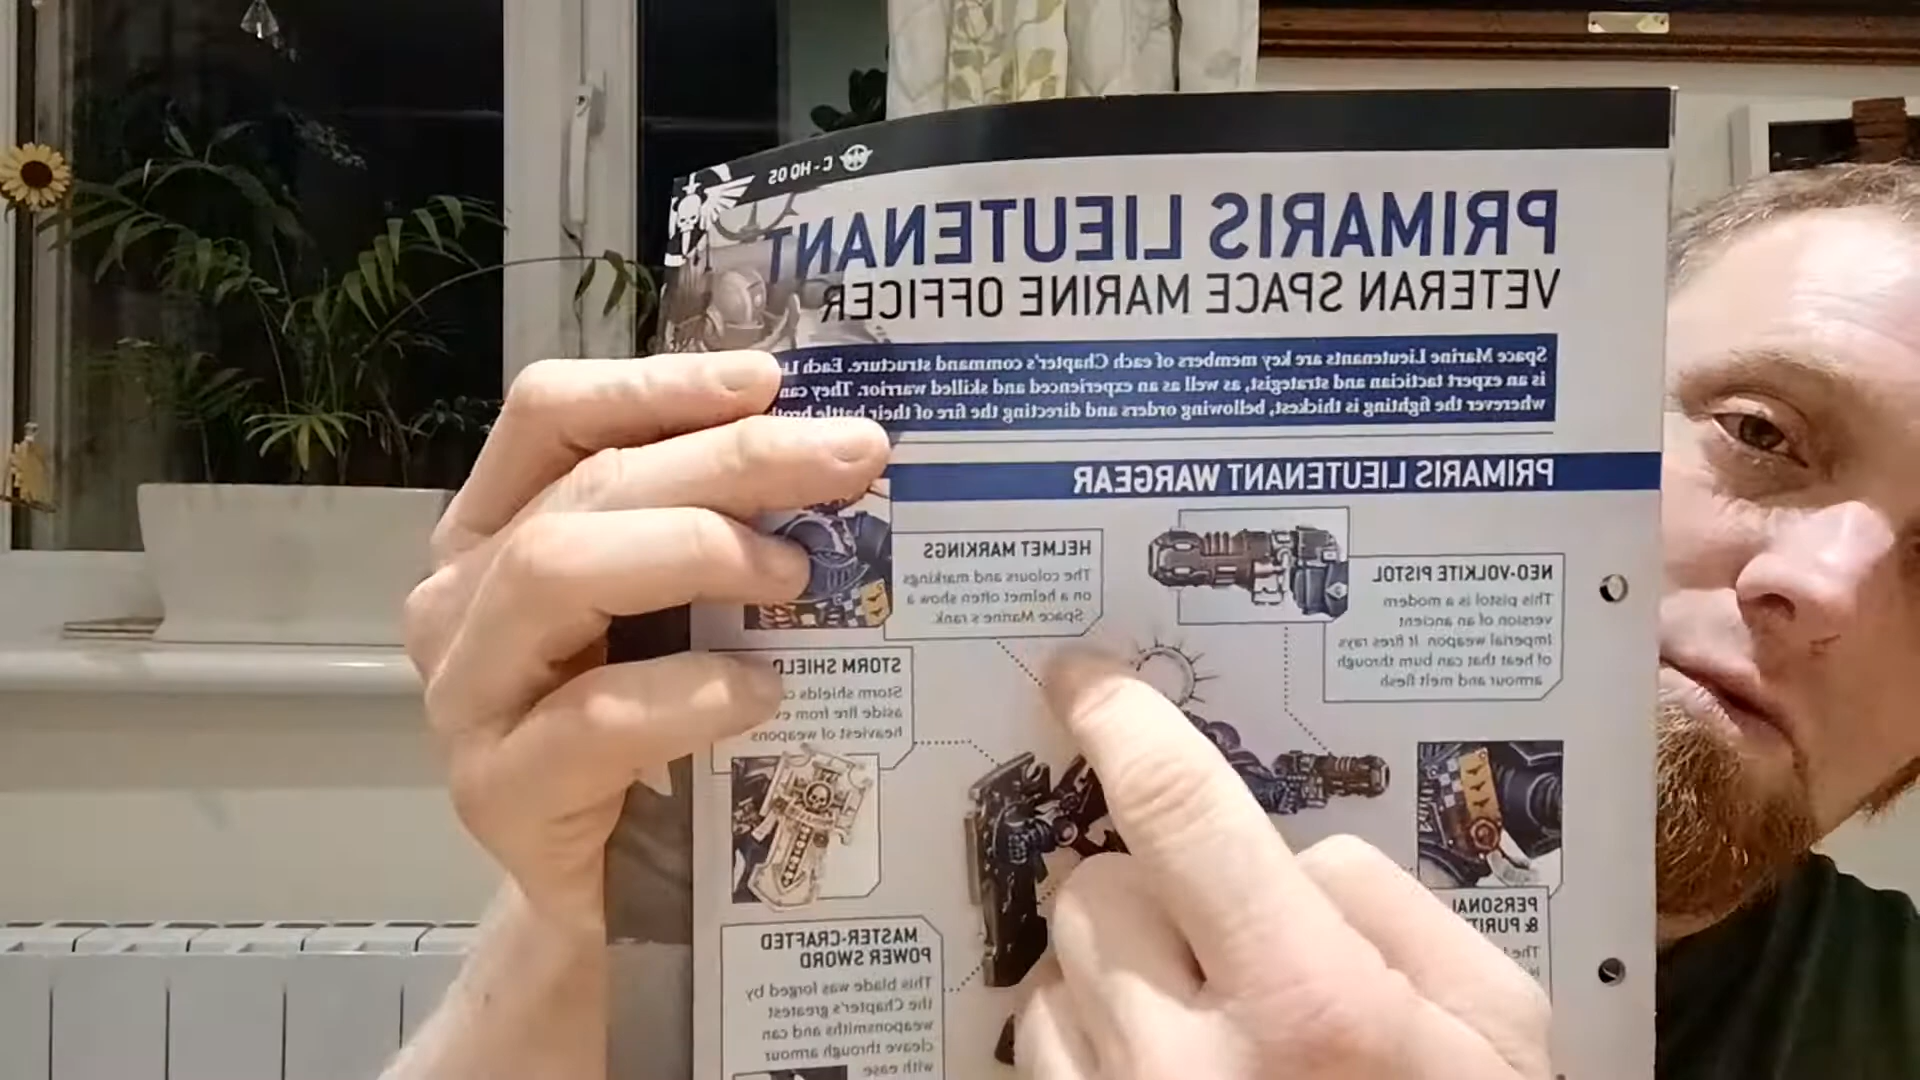 C - HQ 05
PRIMARIS LIEUTENANT
VETERAN SPACE MARINE OFFICER
Space Marine Lieutenants are key members of each Chapter's command structure. Each
is an expert tactician and strategist, as well as an experienced and skilled warrior. They can
wherever the fighting is thickest, bellowing orders and directing the fire of their battle
PRIMARIS LIEUTENANT WARGEAR
NEO-VOLKITE PISTOL
This pistol is a modern
version of an ancient
Imperial weapon. It fires rays
of heat that can burn through
armour and melt flesh
HELMET MARKINGS
The colours and markings
on a helmet often show a
Space Marine's rank.
STORM SHIELD
Storm shields
aside fire from
heaviest of weapons
MASTER-CRAFTED
POWER SWORD
This blade was forged by
the Chapter's greatest
weaponsmiths and can
cleave through armour
with ease
PERSONAL
&
The